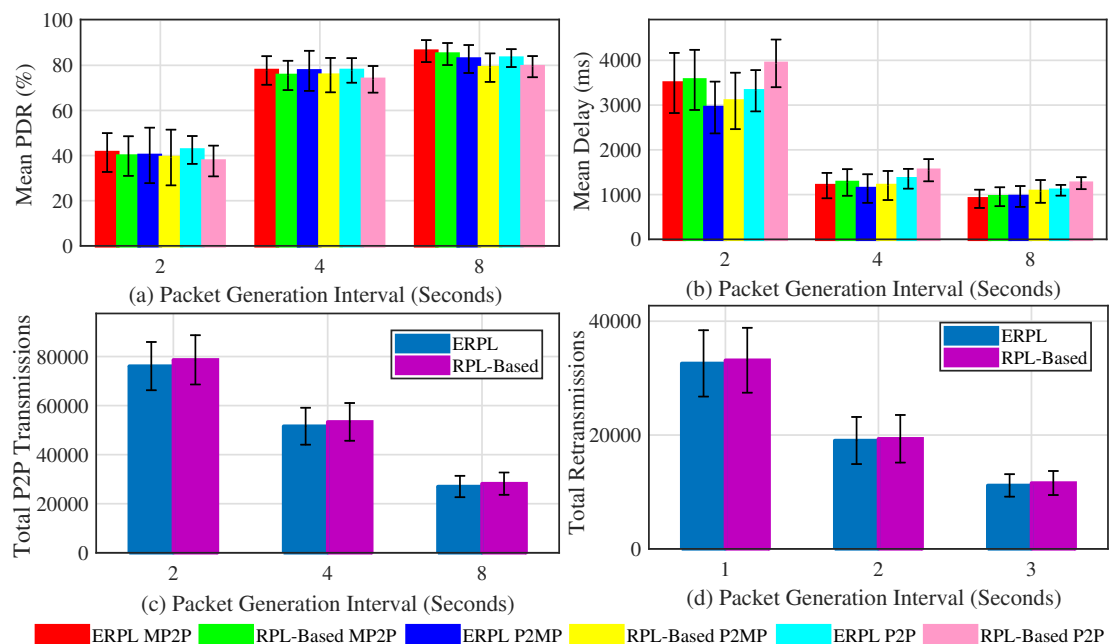 100
80
60
40
20
0
Mean PDR (%)
2 4 8
(a) Packet Generation Interval (Seconds)
4000
3000
2000
1000
0
Mean Delay (ms)
2 4 8
(b) Packet Generation Interval (Seconds)
80000
60000
40000
20000
0
Total P2P Transmissions
ERPL
RPL-Based
2 4 8
(c) Packet Generation Interval (Seconds)
40000
20000
0
Total Retransmissions
ERPL
RPL-Based
1 2 3
(d) Packet Generation Interval (Seconds)
ERPL MP2P RPL-Based MP2P ERPL P2MP RPL-Based P2MP ERPL P2P RPL-Based P2P